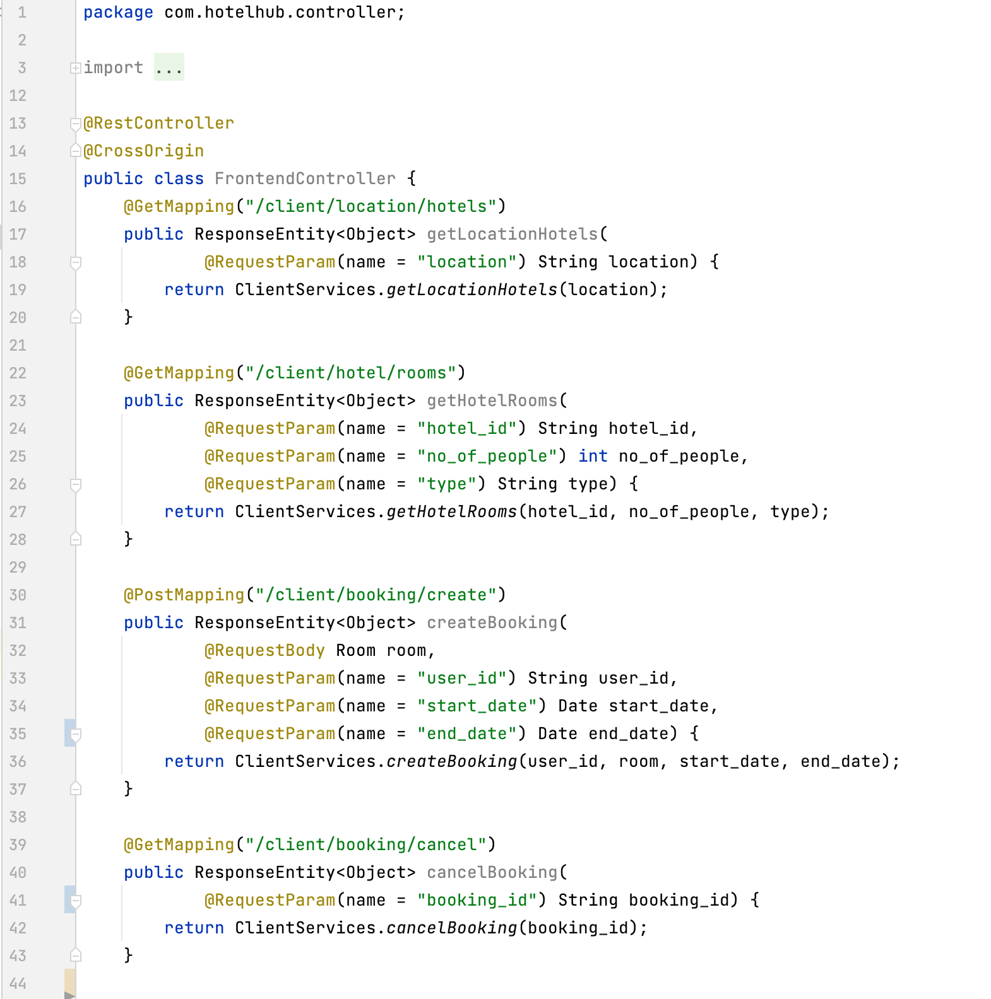 1 package com.hotelhub.controller;
2
3 import ...
12
13 @RestController
14 @CrossOrigin
15 public class FrontendController {
16 @GetMapping("/client/location/hotels")
17 public ResponseEntity<Object> getLocationHotels(
18 @RequestParam(name = "location") String location) {
19 return ClientServices.getLocationHotels(location);
20 }
21
22 @GetMapping("/client/hotel/rooms")
23 public ResponseEntity<Object> getHotelRooms(
24 @RequestParam(name = "hotel_id") String hotel_id,
25 @RequestParam(name = "no_of_people") int no_of_people,
26 @RequestParam(name = "type") String type) {
27 return ClientServices.getHotelRooms(hotel_id, no_of_people, type);
28 }
29
30 @PostMapping("/client/booking/create")
31 public ResponseEntity<Object> createBooking(
32 @RequestBody Room room,
33 @RequestParam(name = "user_id") String user_id,
34 @RequestParam(name = "start_date") Date start_date,
35 @RequestParam(name = "end_date") Date end_date) {
36 return ClientServices.createBooking(user_id, room, start_date, end_date);
37 }
38
39 @GetMapping("/client/booking/cancel")
40 public ResponseEntity<Object> cancelBooking(
41 @RequestParam(name = "booking_id") String booking_id) {
42 return ClientServices.cancelBooking(booking_id);
43 }
44